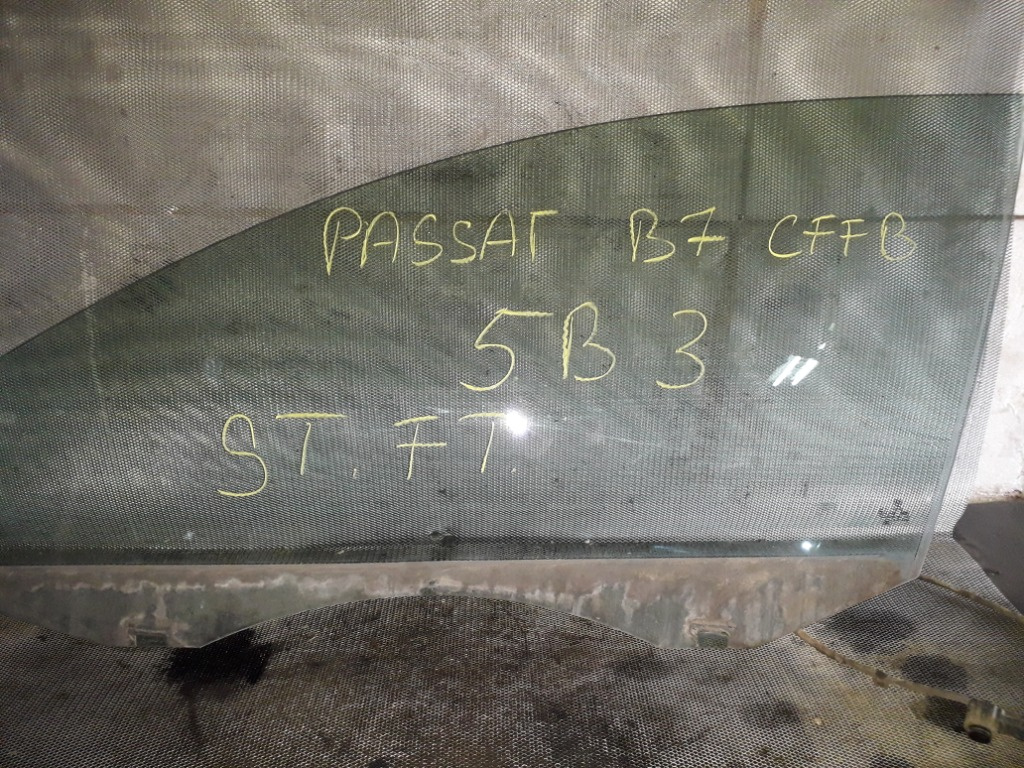 PASSAT B7 CFFB
5B3
ST. FT.